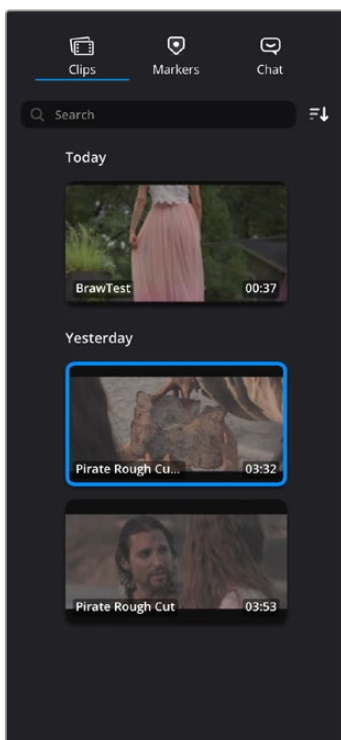 Clips Markers Chat
Search
Today
BrawTest 00:37
Yesterday
Pirate Rough Cu... 03:32
Pirate Rough Cut 03:53